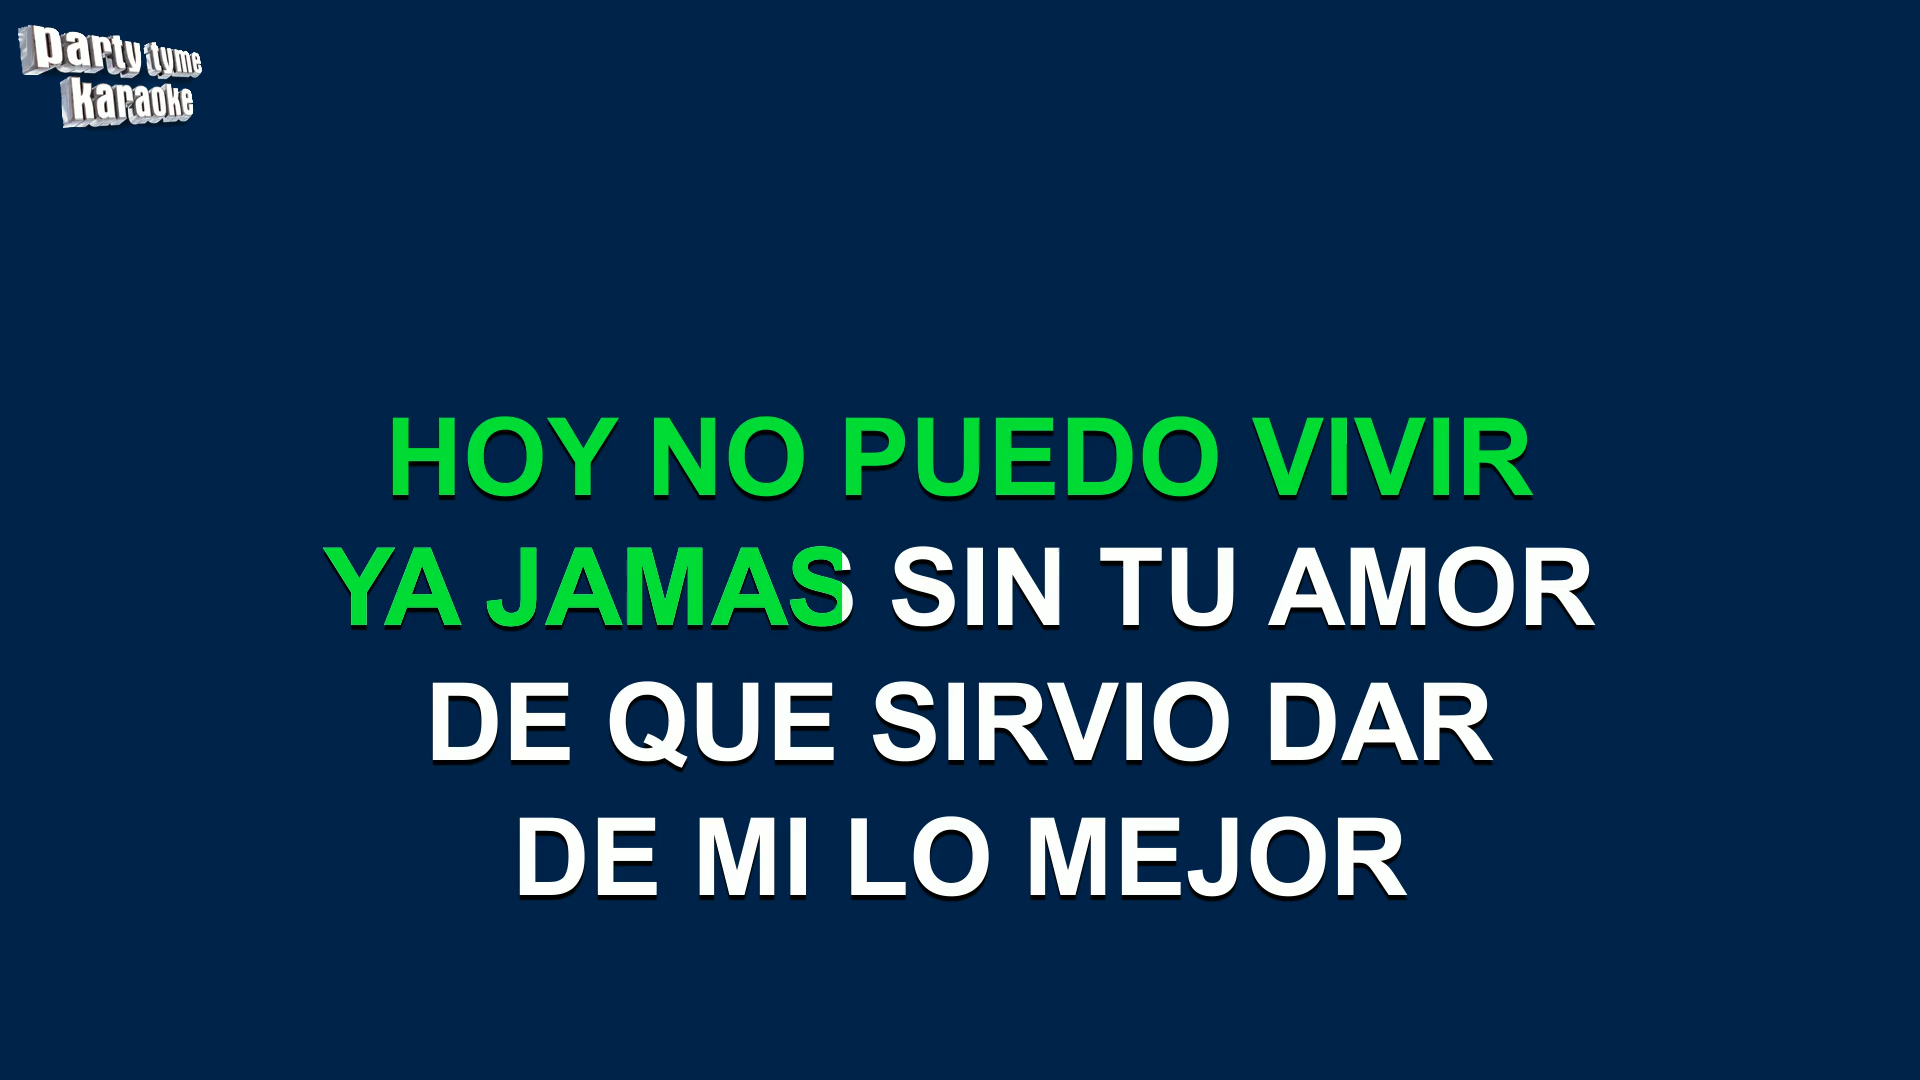 party tyme
karaoke
HOY NO PUEDO VIVIR
YA JAMAS SIN TU AMOR
DE QUE SIRVIO DAR
DE MI LO MEJOR